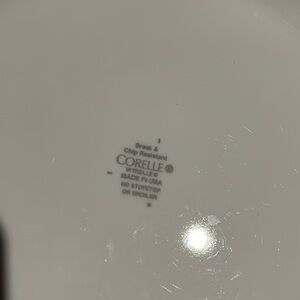 Break &
Chip Resistant
CORELLE®
VITRELLE®
MADE IN USA
NO STOVETOP
OR BROILER